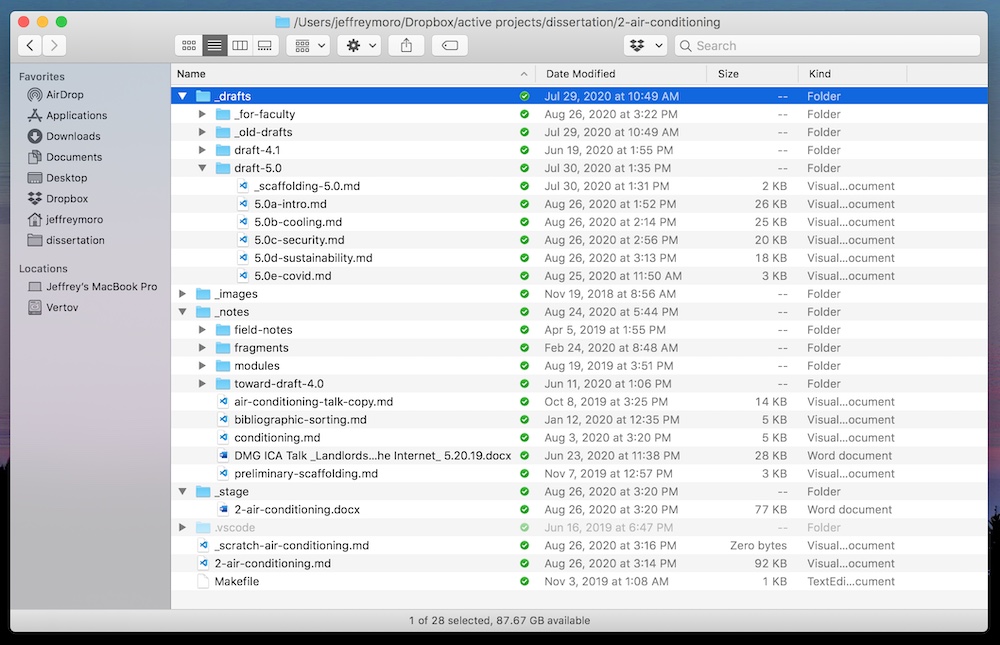 /Users/jeffreymoro/Dropbox/active projects/dissertation/2-air-conditioning
Search
Favorites
AirDrop
Applications
Downloads
Documents
Desktop
Dropbox
jeffreymoro
dissertation
Locations
Jeffrey's MacBook Pro
Vertov
Name Date Modified Size Kind
_drafts Jul 29, 2020 at 10:49 AM -- Folder
_for-faculty Aug 26, 2020 at 3:22 PM -- Folder
_old-drafts Jul 29, 2020 at 10:49 AM -- Folder
draft-4.1 Jun 19, 2020 at 1:55 PM -- Folder
draft-5.0 Jul 30, 2020 at 1:35 PM -- Folder
_scaffolding-5.0.md Jul 30, 2020 at 1:31 PM 2 KB Visual...ocument
5.0a-intro.md Aug 26, 2020 at 1:52 PM 26 KB Visual...ocument
5.0b-cooling.md Aug 26, 2020 at 2:14 PM 25 KB Visual...ocument
5.0c-security.md Aug 26, 2020 at 2:56 PM 20 KB Visual...ocument
5.0d-sustainability.md Aug 26, 2020 at 3:13 PM 18 KB Visual...ocument
5.0e-covid.md Aug 25, 2020 at 11:50 AM 3 KB Visual...ocument
_images Nov 19, 2018 at 8:56 AM -- Folder
_notes Aug 24, 2020 at 5:44 PM -- Folder
field-notes Apr 5, 2019 at 1:55 PM -- Folder
fragments Feb 24, 2020 at 8:48 AM -- Folder
modules Aug 19, 2019 at 3:51 PM -- Folder
toward-draft-4.0 Jun 11, 2020 at 1:06 PM -- Folder
air-conditioning-talk-copy.md Oct 8, 2019 at 3:25 PM 14 KB Visual...ocument
bibliographic-sorting.md Jan 12, 2020 at 12:35 PM 5 KB Visual...ocument
conditioning.md Aug 3, 2020 at 3:20 PM 5 KB Visual...ocument
DMG ICA Talk _Landlords...he Internet_ 5.20.19.docx Jun 23, 2020 at 11:38 PM 28 KB Word document
preliminary-scaffolding.md Nov 7, 2019 at 12:57 PM 3 KB Visual...ocument
_stage Aug 26, 2020 at 3:20 PM -- Folder
2-air-conditioning.docx Aug 26, 2020 at 3:20 PM 77 KB Word document
.vscode Jun 16, 2019 at 6:47 PM -- Folder
_scratch-air-conditioning.md Aug 26, 2020 at 3:16 PM Zero bytes Visual...ocument
2-air-conditioning.md Aug 26, 2020 at 3:14 PM 92 KB Visual...ocument
Makefile Nov 3, 2019 at 1:08 AM 1 KB TextEdi...cument
1 of 28 selected, 87.67 GB available